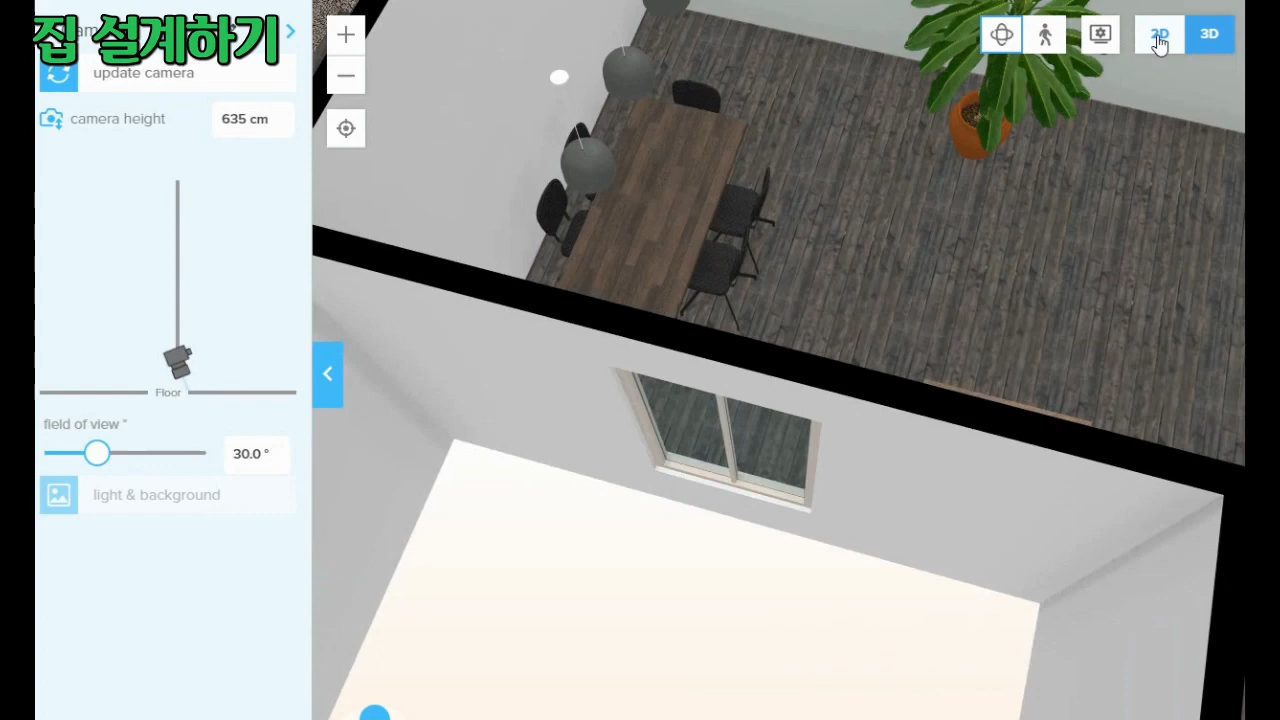 집 설계하기
update camera
camera height
635 cm
Floor
field of view °
30.0 °
light & background
2D
3D